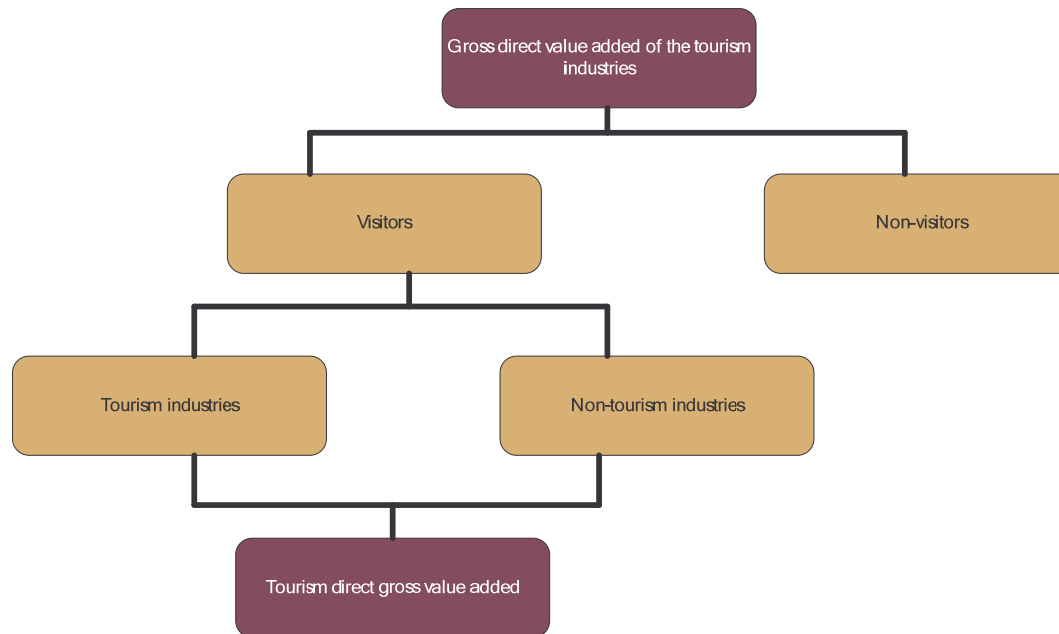 Gross direct value added of the tourism
industries
Visitors
Non-visitors
Tourism industries
Non-tourism industries
Tourism direct gross value added